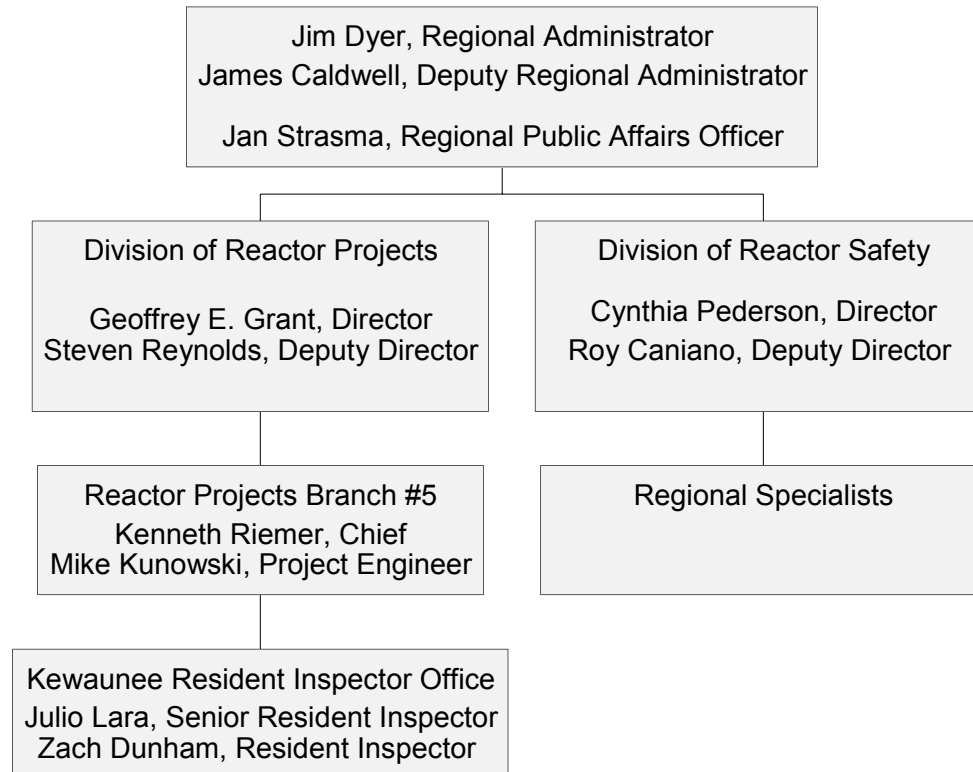 Jim Dyer, Regional Administrator
James Caldwell, Deputy Regional Administrator
Jan Strasma, Regional Public Affairs Officer
Division of Reactor Projects
Geoffrey E. Grant, Director
Steven Reynolds, Deputy Director
Division of Reactor Safety
Cynthia Pederson, Director
Roy Caniano, Deputy Director
Reactor Projects Branch #5
Kenneth Riemer, Chief
Mike Kunowski, Project Engineer
Regional Specialists
Kewaunee Resident Inspector Office
Julio Lara, Senior Resident Inspector
Zach Dunham, Resident Inspector